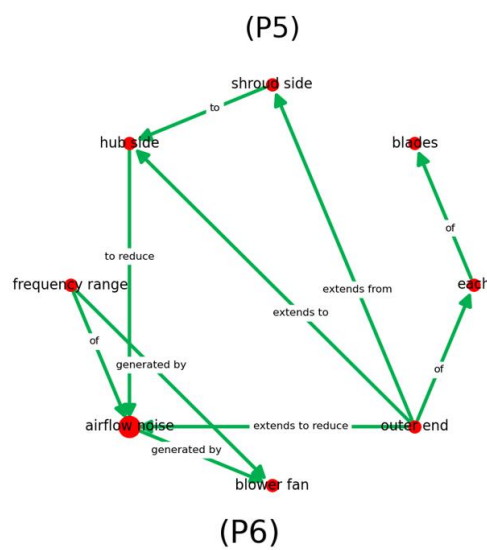 (P5)
shroud side
to
hub side
blades
of
to reduce
frequency range
each
extends from
extends to
of
generated by
of
airflow noise
extends to reduce
outer end
generated by
blower fan
(P6)